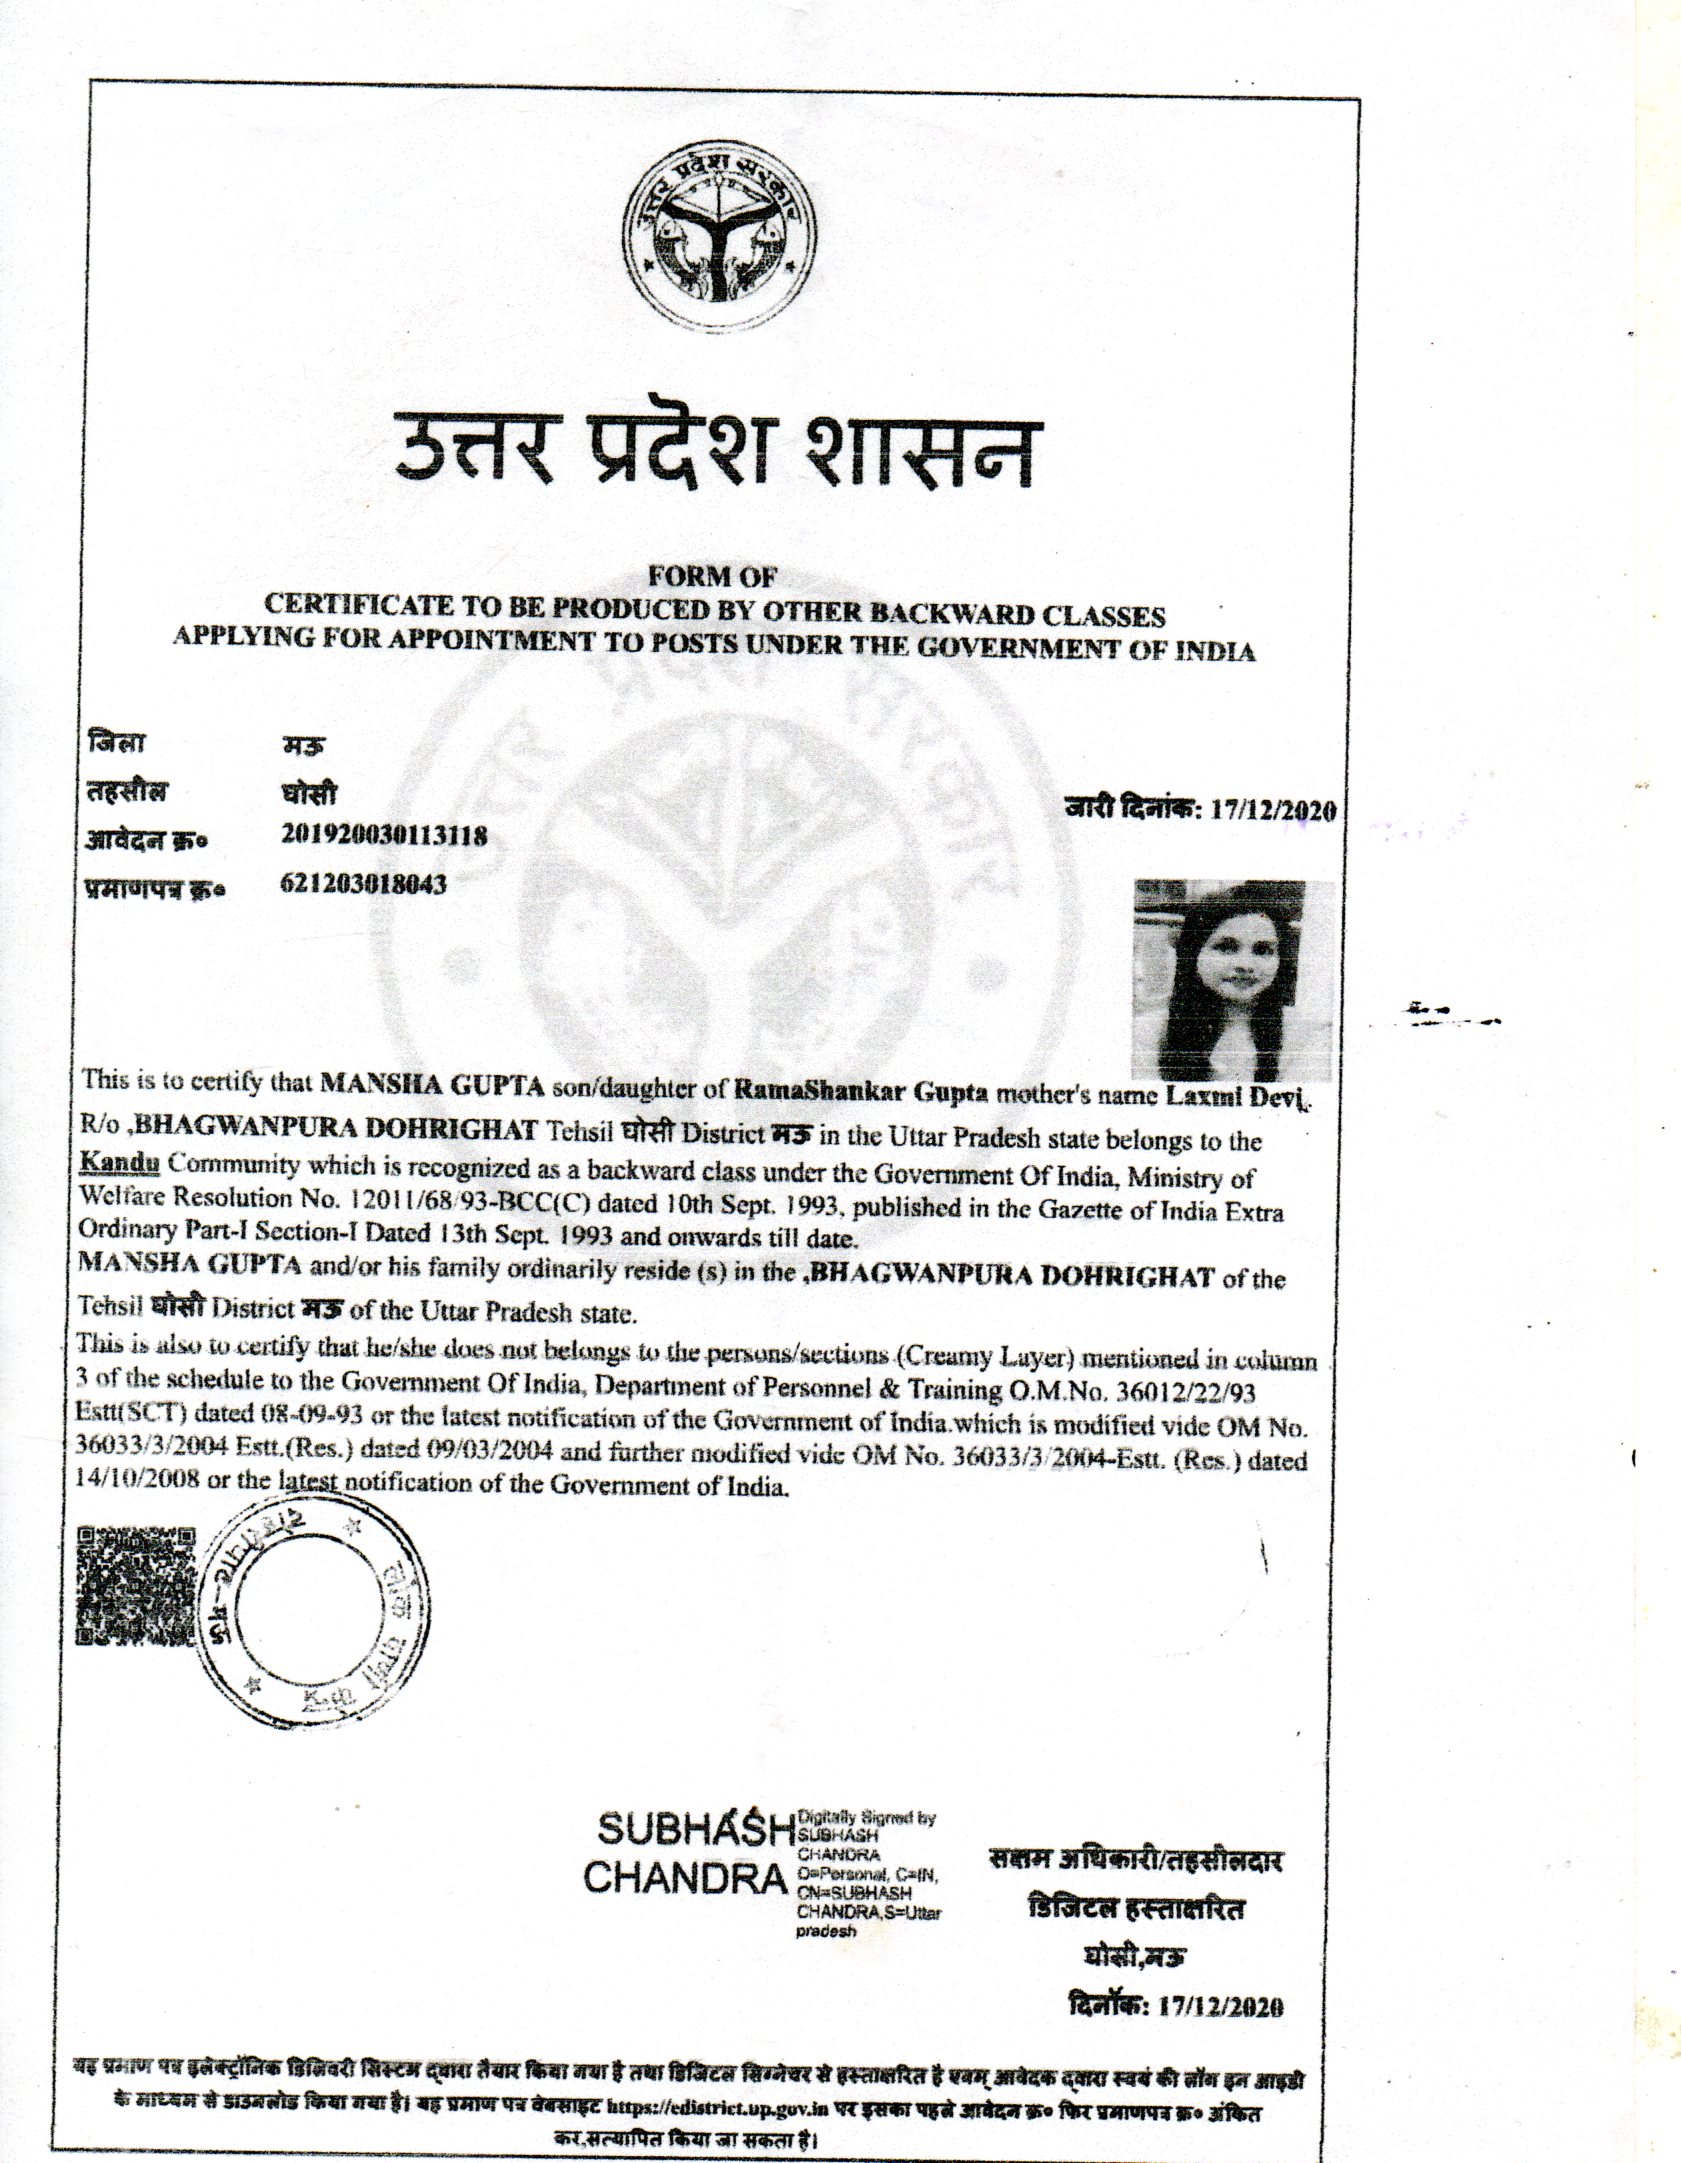 उत्तर प्रदेश सरकार
उत्तर प्रदेश शासन
FORM OF
CERTIFICATE TO BE PRODUCED BY OTHER BACKWARD CLASSES
APPLYING FOR APPOINTMENT TO POSTS UNDER THE GOVERNMENT OF INDIA
जिला मऊ
तहसील घोसी
जारी दिनांक: 17/12/2020
आवेदन क्र० 201920030113118
प्रमाणपत्र क्र० 621203018043
This is to certify that MANSHA GUPTA son/daughter of RamaShankar Gupta mother's name Laxmi Devi,
R/o ,BHAGWANPURA DOHRIGHAT Tehsil घोसी District मऊ in the Uttar Pradesh state belongs to the
Kandu Community which is recognized as a backward class under the Government Of India, Ministry of
Welfare Resolution No. 12011/68/93-BCC(C) dated 10th Sept. 1993, published in the Gazette of India Extra
Ordinary Part-I Section-I Dated 13th Sept. 1993 and onwards till date.
MANSHA GUPTA and/or his family ordinarily reside (s) in the ,BHAGWANPURA DOHRIGHAT of the
Tehsil घोसी District मऊ of the Uttar Pradesh state.
This is also to certify that he/she does not belongs to the persons/sections (Creamy Layer) mentioned in column
3 of the schedule to the Government Of India, Department of Personnel & Training O.M.No. 36012/22/93
Estt(SCT) dated 08-09-93 or the latest notification of the Government of India.which is modified vide OM No.
36033/3/2004 Estt.(Res.) dated 09/03/2004 and further modified vide OM No. 36033/3/2004-Estt. (Res.) dated
14/10/2008 or the latest notification of the Government of India.
SUBHASH
CHANDRA
Digitally Signed by
SUBHASH
CHANDRA
O=Personal, C=IN,
CN=SUBHASH
CHANDRA,S=Uttar
pradesh
सक्षम अधिकारी/तहसीलदार
डिजिटल हस्ताक्षरित
घोसी,मऊ
दिनॉक: 17/12/2020
यह प्रमाण पत्र इलेक्ट्रॉनिक डिलिवरी सिस्टम द्वारा तैयार किया गया है तथा डिजिटल सिग्नेचर से हस्ताक्षरित है एवम् आवेदक द्वारा स्वयं की लॉग इन आइडी
के माध्यम से डाउनलोड किया गया है। यह प्रमाण पत्र वेबसाइट https://edistrict.up.gov.in पर इसका पहले आवेदन क्र० फिर प्रमाणपत्र क्र० अंकित
कर,सत्यापित किया जा सकता है।